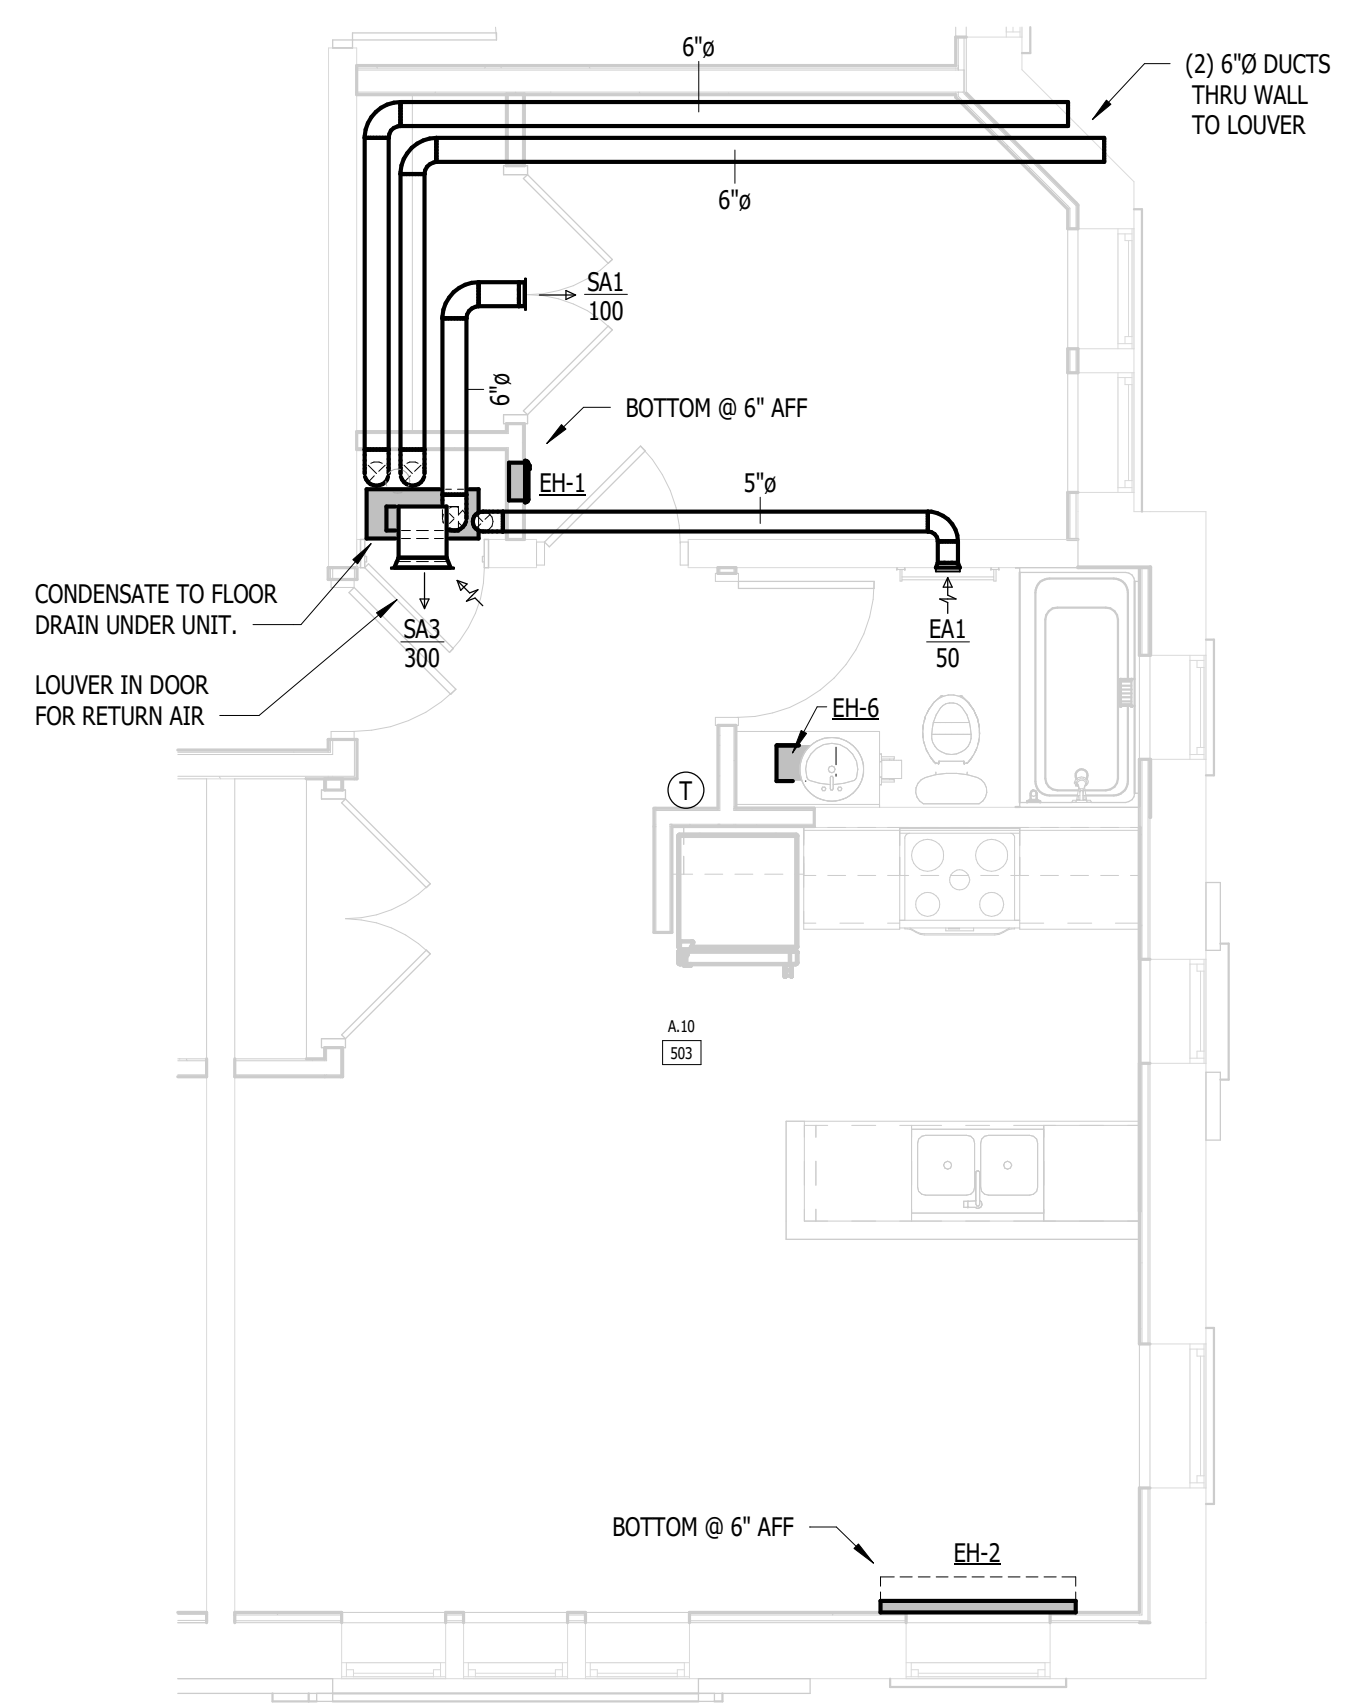 6"ø
(2) 6"Ø DUCTS
THRU WALL
TO LOUVER
6"ø
SA1
100
6"ø
BOTTOM @ 6" AFF
EH-1
5"ø
CONDENSATE TO FLOOR
DRAIN UNDER UNIT.
SA3
300
EA1
50
LOUVER IN DOOR
FOR RETURN AIR
EH-6
T
A.10
503
BOTTOM @ 6" AFF
EH-2